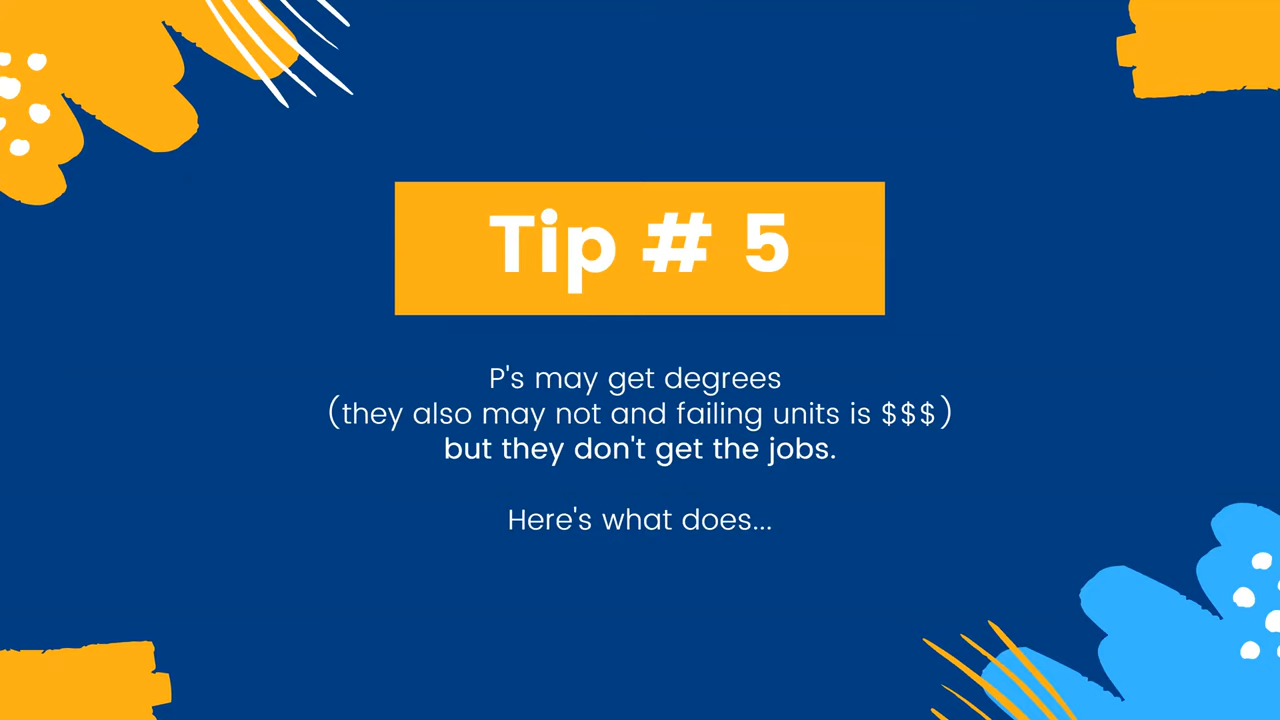 Tip # 5
P's may get degrees
(they also may not and failing units is $$$)
but they don't get the jobs.
Here's what does...